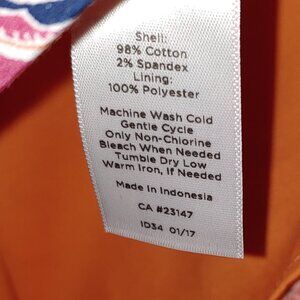 Shell:
98% Cotton
2% Spandex
Lining:
100% Polyester
Machine Wash Cold
Gentle Cycle
Only Non-Chlorine
Bleach When Needed
Tumble Dry Low
Warm Iron, If Needed
Made In Indonesia
CA #23147
ID34 01/17